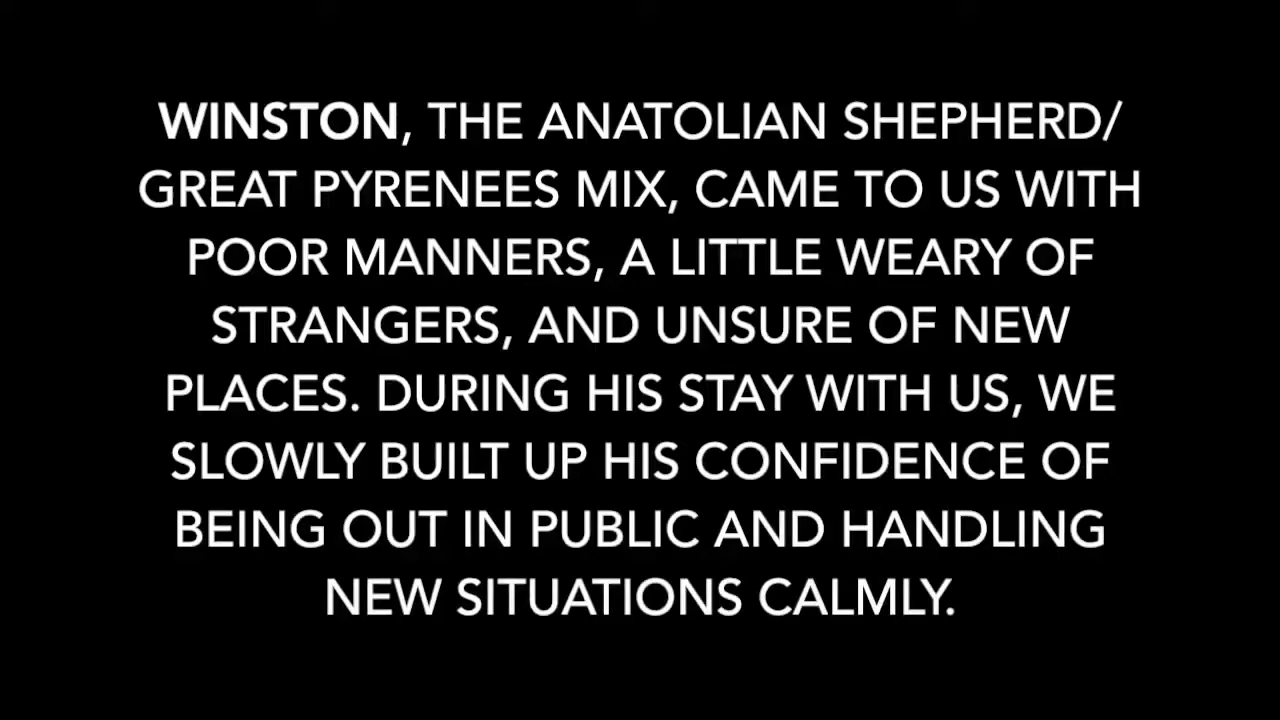 WINSTON, THE ANATOLIAN SHEPHERD/
GREAT PYRENEES MIX, CAME TO US WITH
POOR MANNERS, A LITTLE WEARY OF
STRANGERS, AND UNSURE OF NEW
PLACES. DURING HIS STAY WITH US, WE
SLOWLY BUILT UP HIS CONFIDENCE OF
BEING OUT IN PUBLIC AND HANDLING
NEW SITUATIONS CALMLY.